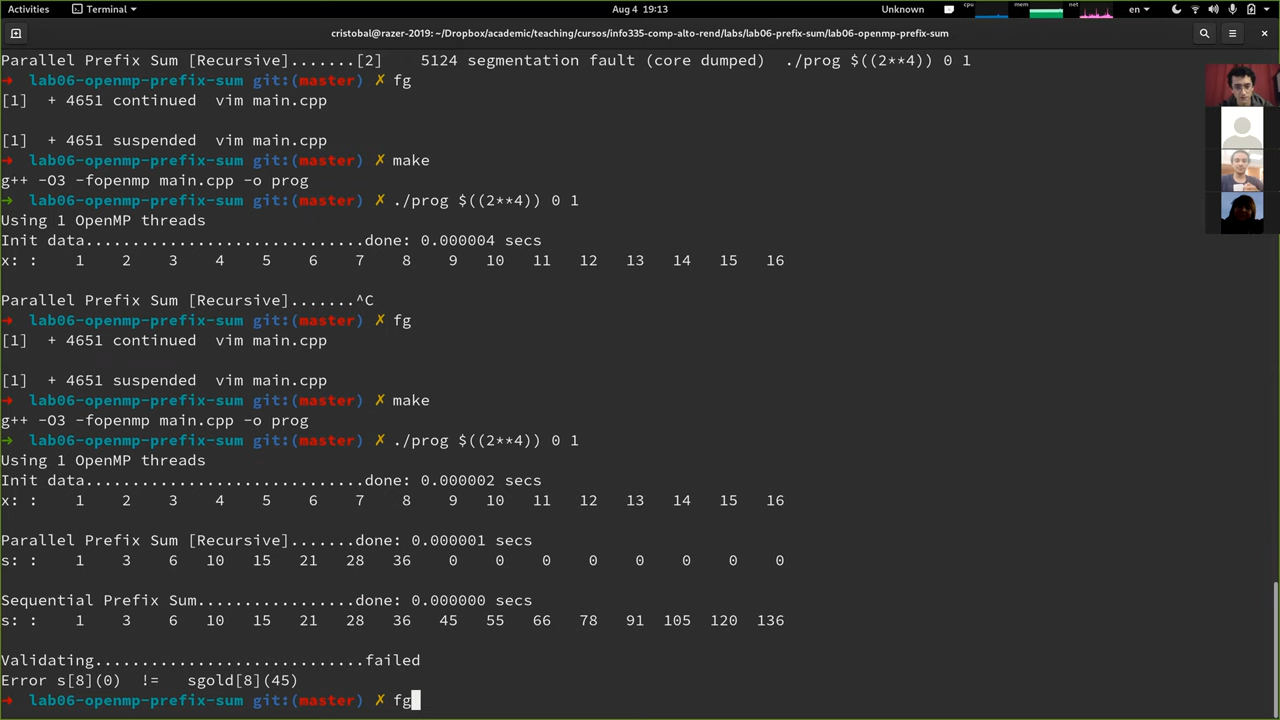 Activities Terminal Aug 4 19:13 Unknown cpu mem net en
cristobal@razer-2019: ~/Dropbox/academic/teaching/cursos/info335-comp-alto-rend/labs/lab06-prefix-sum/lab06-openmp-prefix-sum
Parallel Prefix Sum [Recursive].......[2]    5124 segmentation fault (core dumped)  ./prog $((2**4)) 0 1
➜  lab06-openmp-prefix-sum git:(master) ✗ fg
[1]  + 4651 continued  vim main.cpp
[1]  + 4651 suspended  vim main.cpp
➜  lab06-openmp-prefix-sum git:(master) ✗ make
g++ -O3 -fopenmp main.cpp -o prog
➜  lab06-openmp-prefix-sum git:(master) ✗ ./prog $((2**4)) 0 1
Using 1 OpenMP threads
Init data..............................done: 0.000004 secs
x: :    1    2    3    4    5    6    7    8    9   10   11   12   13   14   15   16
Parallel Prefix Sum [Recursive].......^C
➜  lab06-openmp-prefix-sum git:(master) ✗ fg
[1]  + 4651 continued  vim main.cpp
[1]  + 4651 suspended  vim main.cpp
➜  lab06-openmp-prefix-sum git:(master) ✗ make
g++ -O3 -fopenmp main.cpp -o prog
➜  lab06-openmp-prefix-sum git:(master) ✗ ./prog $((2**4)) 0 1
Using 1 OpenMP threads
Init data..............................done: 0.000002 secs
x: :    1    2    3    4    5    6    7    8    9   10   11   12   13   14   15   16
Parallel Prefix Sum [Recursive].......done: 0.000001 secs
s: :    1    3    6   10   15   21   28   36    0    0    0    0    0    0    0    0
Sequential Prefix Sum.................done: 0.000000 secs
s: :    1    3    6   10   15   21   28   36   45   55   66   78   91  105  120  136
Validating.............................failed
Error s[8](0)  !=   sgold[8](45)
➜  lab06-openmp-prefix-sum git:(master) ✗ fg